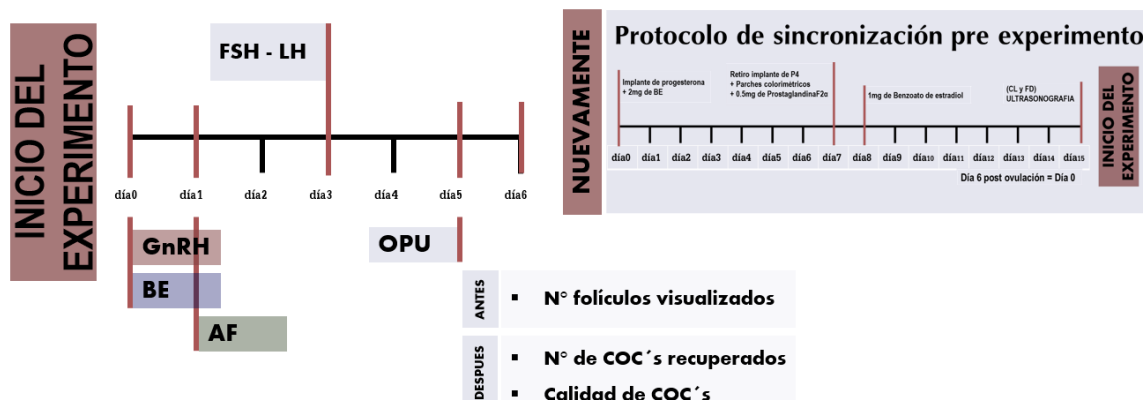 INICIO DEL
EXPERIMENTO
FSH - LH
día0
día1
día2
día3
día4
día5
día6
GnRH
BE
AF
OPU
ANTES
▪ N° folículos visualizados
DESPUES
▪ N° de COC´s recuperados
▪ Calidad de COC´s
NUEVAMENTE
Protocolo de sincronización pre experimento
Implante de progesterona
+ 2mg de BE
Retiro implante de P4
+ Parches colorimétricos
+ 0.5mg de ProstaglandinaF2α
1mg de Benzoato de estradiol
(CL y FD)
ULTRASONOGRAFIA
día0 día1 día2 día3 día4 día5 día6 día7 día8 día9 día10 día11 día12 día13 día14 día15
Día 6 post ovulación = Día 0
INICIO DEL
EXPERIMENTO